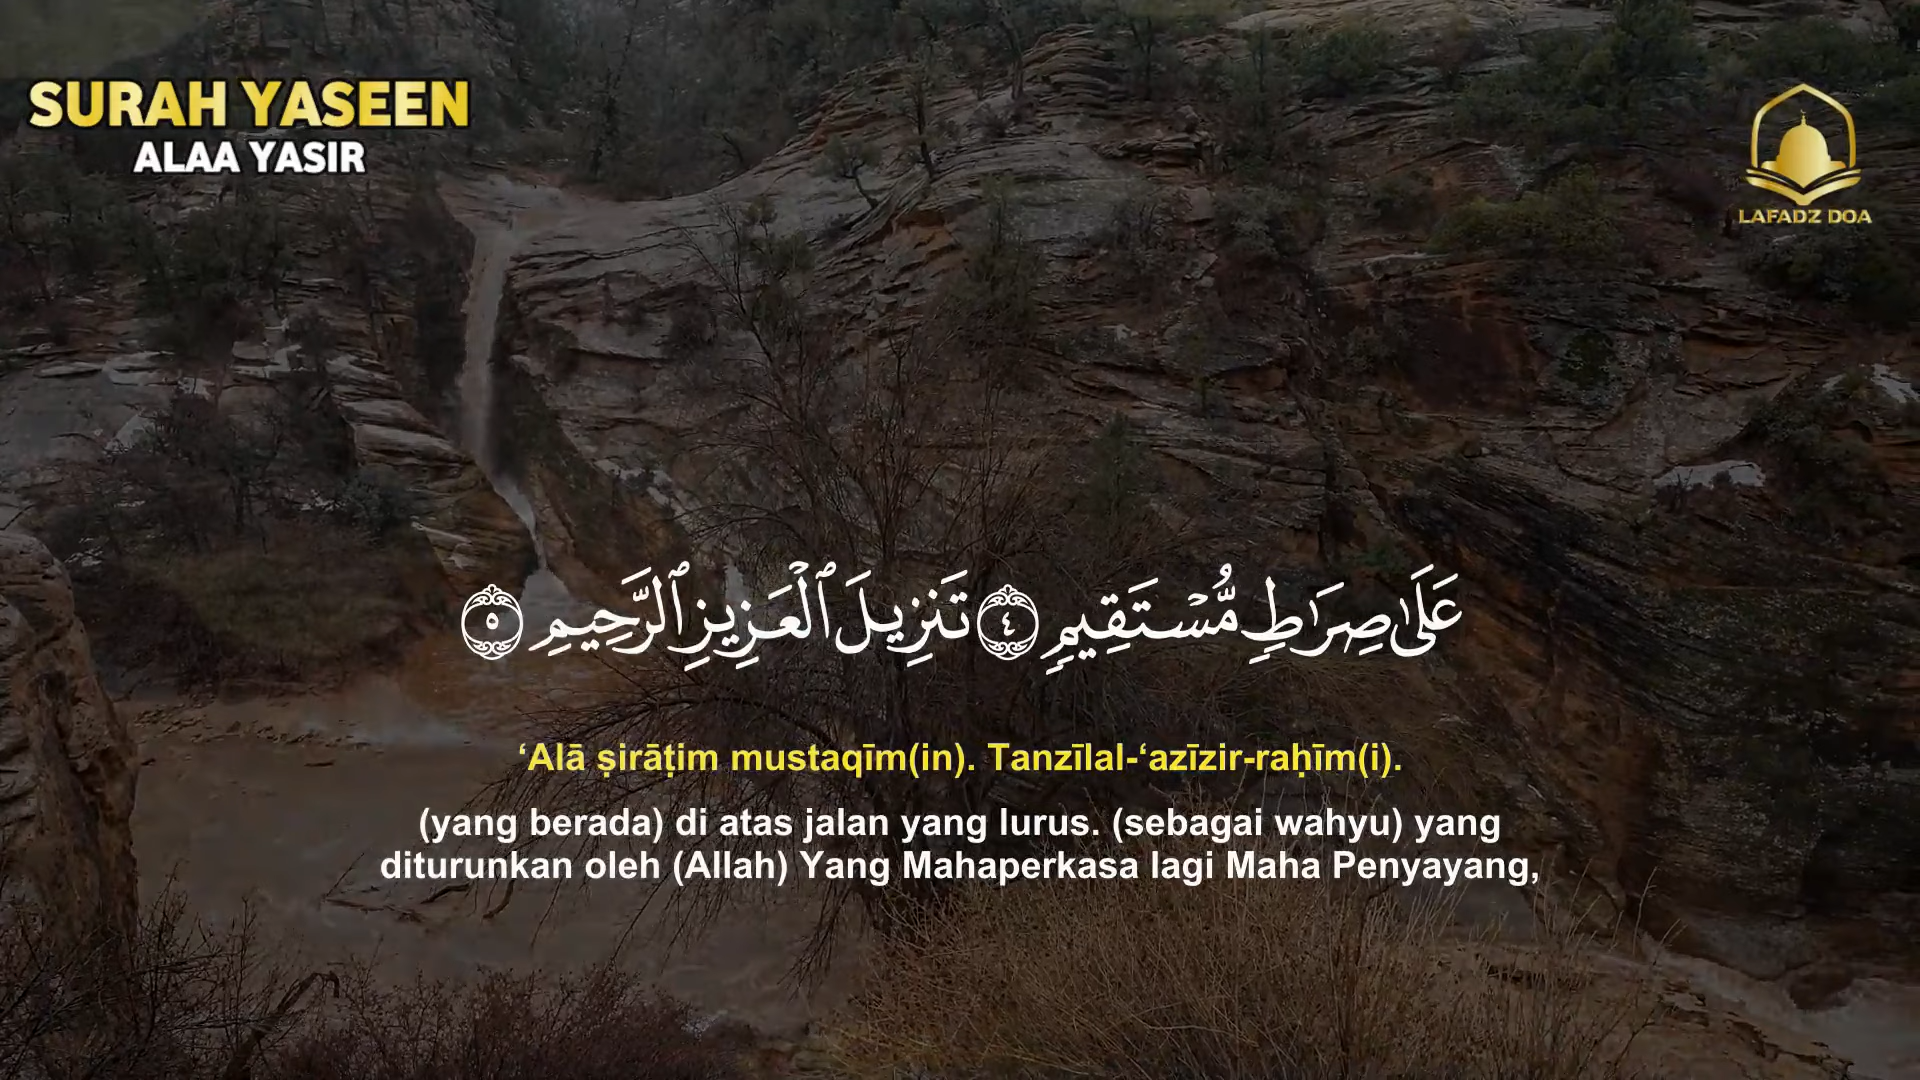 SURAH YASEEN
ALAA YASIR
LAFADZ DOA
عَلَىٰ صِرَٰطٍ مُّسْتَقِيمٍ ٤ تَنزِيلَ ٱلْعَزِيزِ ٱلرَّحِيمِ ٥
‘Alā ṣirāṭim mustaqīm(in). Tanzīlal-‘azīzir-raḥīm(i).
(yang berada) di atas jalan yang lurus. (sebagai wahyu) yang
diturunkan oleh (Allah) Yang Mahaperkasa lagi Maha Penyayang,